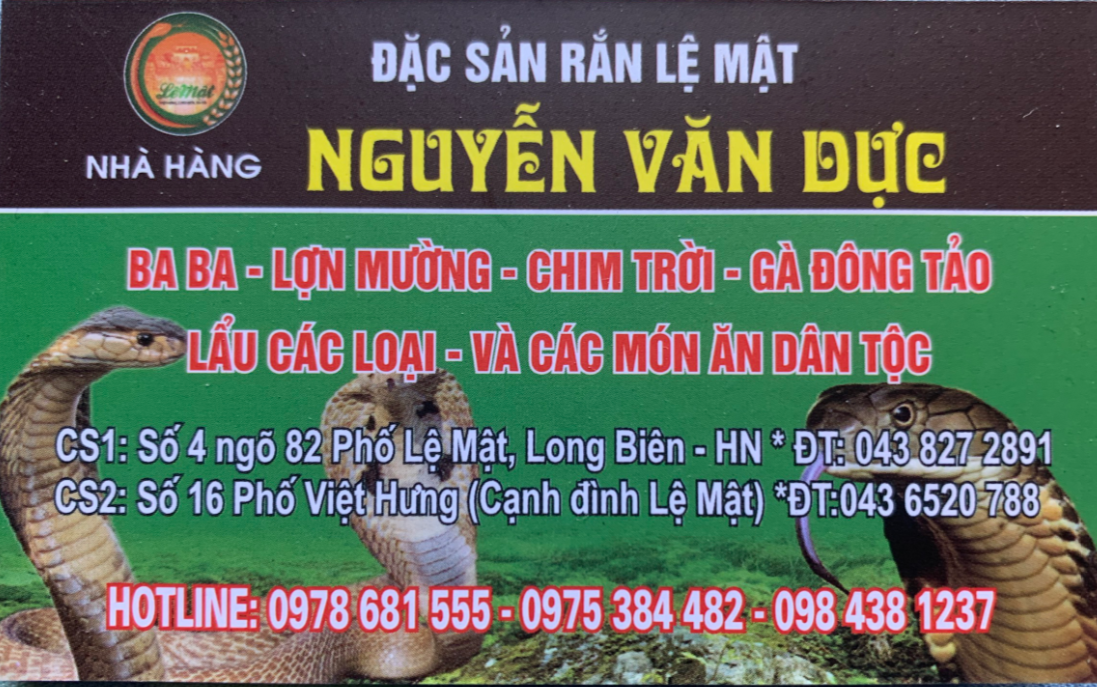 ĐẶC SẢN RẮN LỆ MẬT
Lệ Mật
NHÀ HÀNG
NGUYỄN VĂN DỰC
BA BA - LỢN MƯỜNG - CHIM TRỜI - GÀ ĐÔNG TẢO
LẨU CÁC LOẠI - VÀ CÁC MÓN ĂN DÂN TỘC
CS1: Số 4 ngõ 82 Phố Lệ Mật, Long Biên - HN * ĐT: 043 827 2891
CS2: Số 16 Phố Việt Hưng (Cạnh đình Lệ Mật) *ĐT:043 6520 788
HOTLINE: 0978 681 555 - 0975 384 482 - 098 438 1237